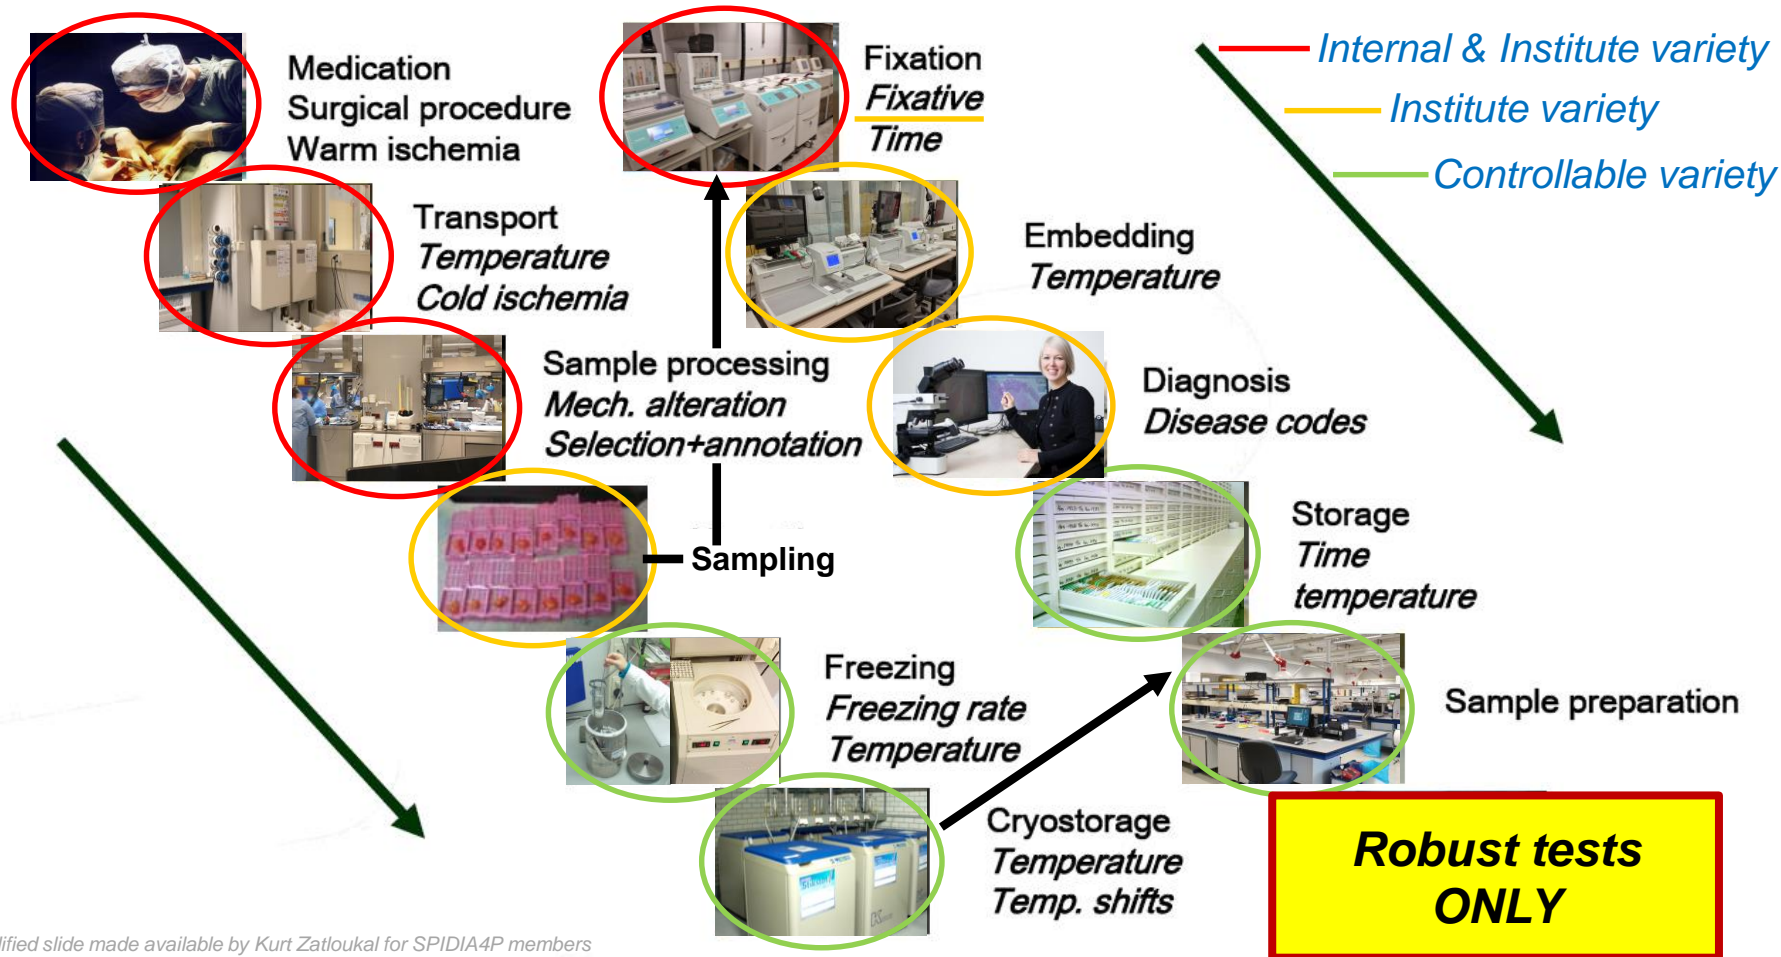 Medication
Surgical procedure
Warm ischemia
Transport
Temperature
Cold ischemia
Sample processing
Mech. alteration
Selection+annotation
Sampling
Freezing
Freezing rate
Temperature
Cryostorage
Temperature
Temp. shifts
Fixation
Fixative
Time
Embedding
Temperature
Diagnosis
Disease codes
Storage
Time
temperature
Sample preparation
Internal & Institute variety
Institute variety
Controllable variety
Robust tests
ONLY
ified slide made available by Kurt Zatloukal for SPIDIA4P members